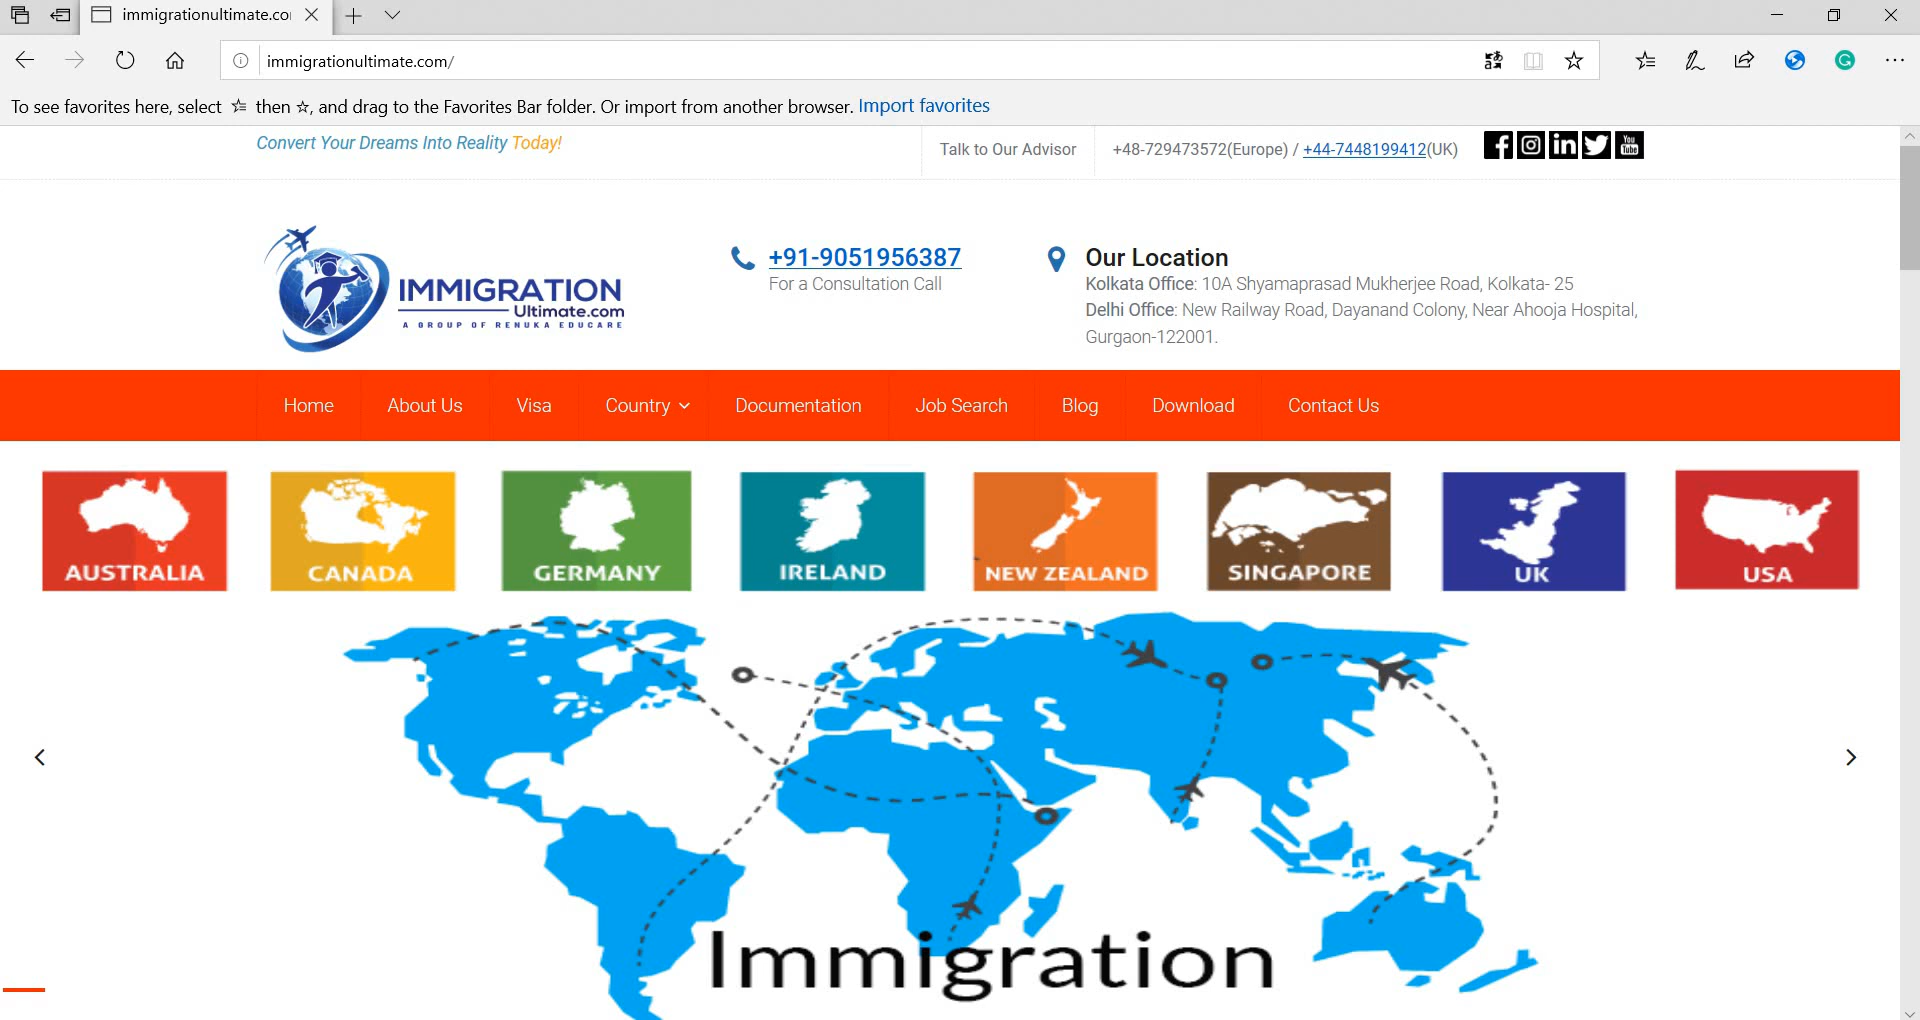 immigrationultimate.co
immigrationultimate.com/
To see favorites here, select then ☆, and drag to the Favorites Bar folder. Or import from another browser. Import favorites
Convert Your Dreams Into Reality Today!
Talk to Our Advisor
+48-729473572(Europe) / +44-7448199412(UK)
You Tube
IMMIGRATION
Ultimate.com
A GROUP OF RENUKA EDUCARE
+91-9051956387
For a Consultation Call
Our Location
Kolkata Office: 10A Shyamaprasad Mukherjee Road, Kolkata- 25
Delhi Office: New Railway Road, Dayanand Colony, Near Ahooja Hospital,
Gurgaon-122001.
Home About Us Visa Country Documentation Job Search Blog Download Contact Us
AUSTRALIA CANADA GERMANY IRELAND NEW ZEALAND SINGAPORE UK USA
Immigration